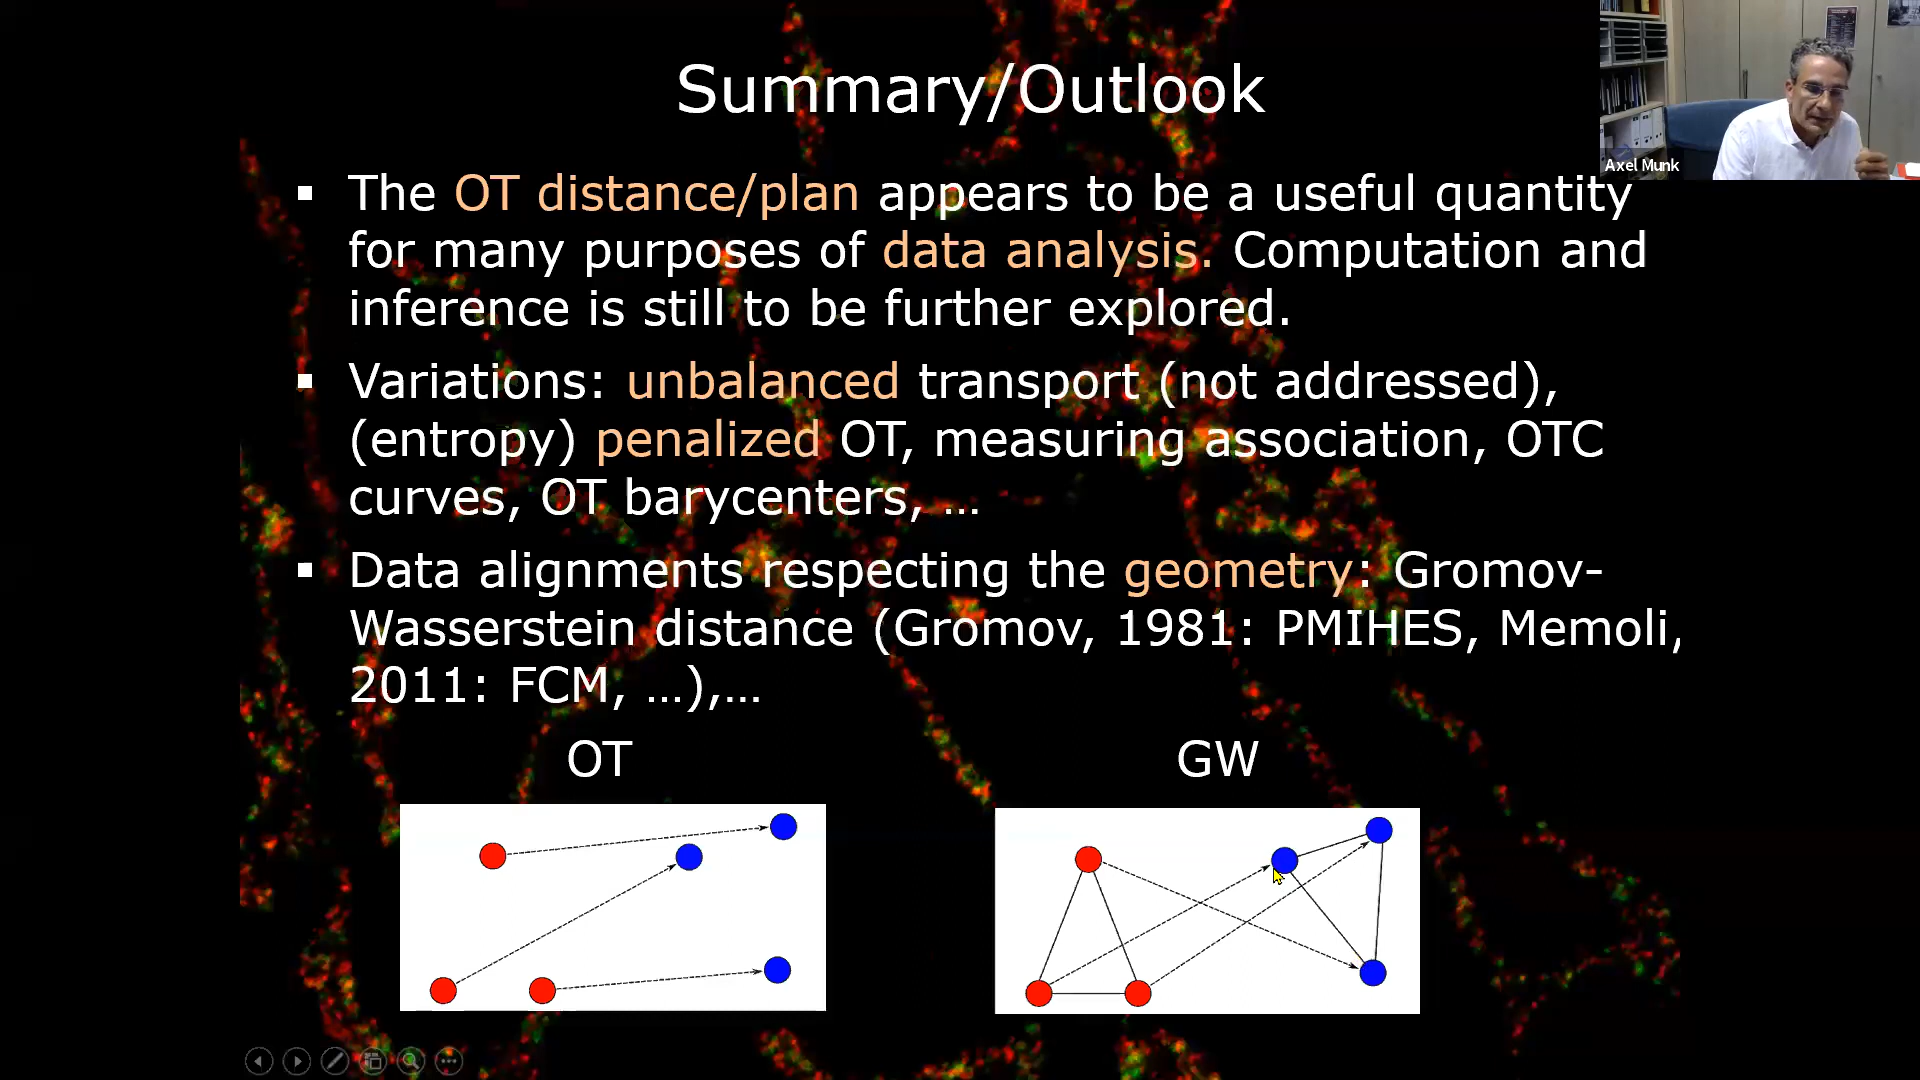 Summary/Outlook
Axel Munk
▪ The OT distance/plan appears to be a useful quantity
for many purposes of data analysis. Computation and
inference is still to be further explored.
▪ Variations: unbalanced transport (not addressed),
(entropy) penalized OT, measuring association, OTC
curves, OT barycenters, …
▪ Data alignments respecting the geometry: Gromov-
Wasserstein distance (Gromov, 1981: PMIHES, Memoli,
2011: FCM, …),…
OT
GW